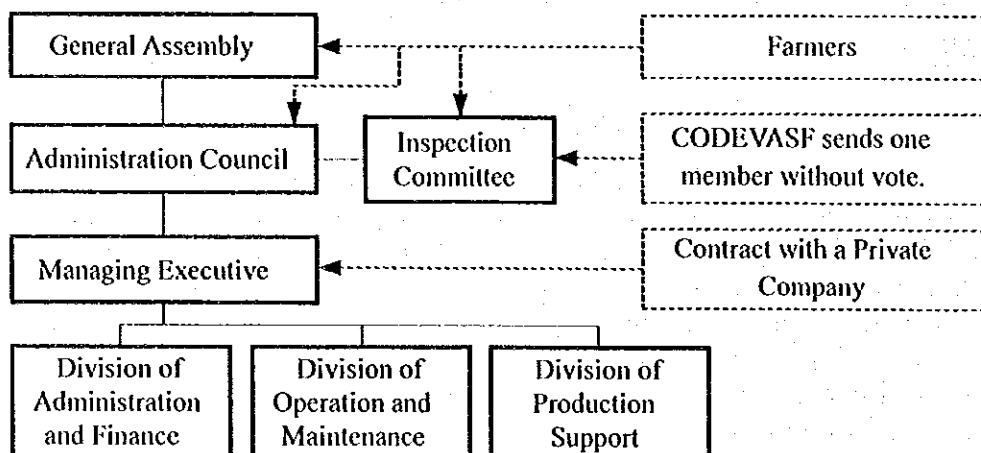 General Assembly
Farmers
Administration Council
Inspection
Committee
CODEVASF sends one
member without vote.
Managing Executive
Contract with a Private
Company
Division of
Administration
and Finance
Division of
Operation and
Maintenance
Division of
Production
Support